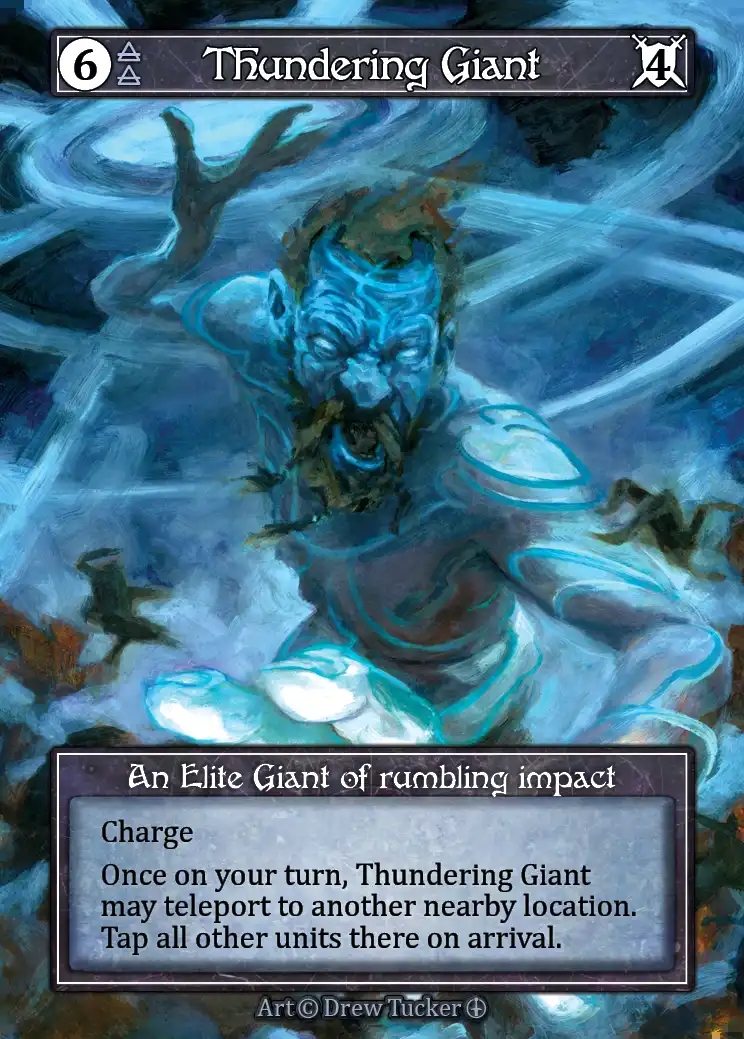 6 Thundering Giant 4
An Elite Giant of rumbling impact
Charge
Once on your turn, Thundering Giant
may teleport to another nearby location.
Tap all other units there on arrival.
Art © Drew Tucker